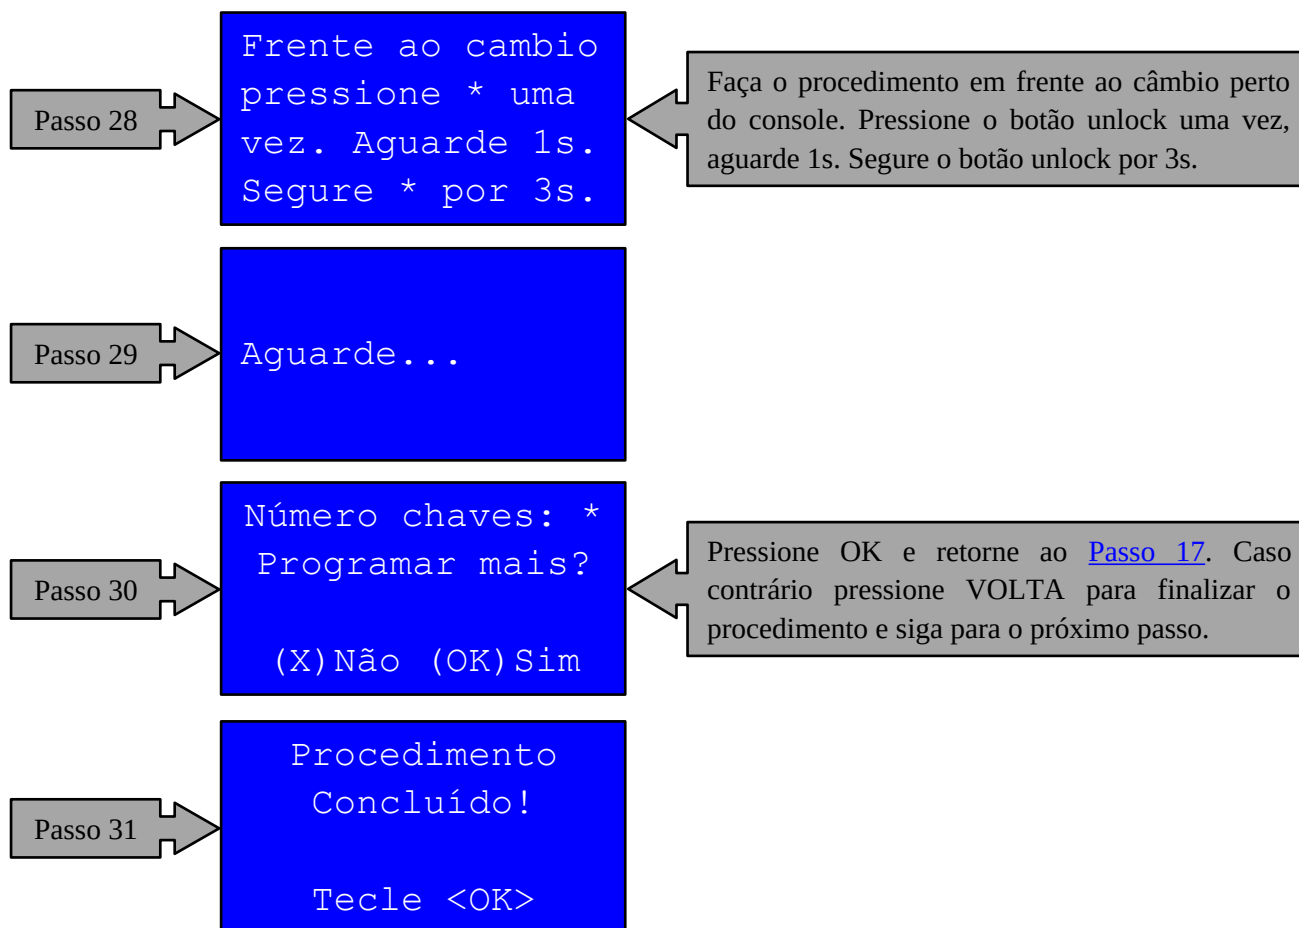 Passo 28
Frente ao cambio
pressione * uma
vez. Aguarde 1s.
Segure * por 3s.
Faça o procedimento em frente ao câmbio perto
do console. Pressione o botão unlock uma vez,
aguarde 1s. Segure o botão unlock por 3s.
Passo 29
Aguarde...
Passo 30
Número chaves: *
Programar mais?
(X)Não (OK)Sim
Pressione OK e retorne ao Passo 17. Caso
contrário pressione VOLTA para finalizar o
procedimento e siga para o próximo passo.
Passo 31
Procedimento
Concluído!
Tecle <OK>